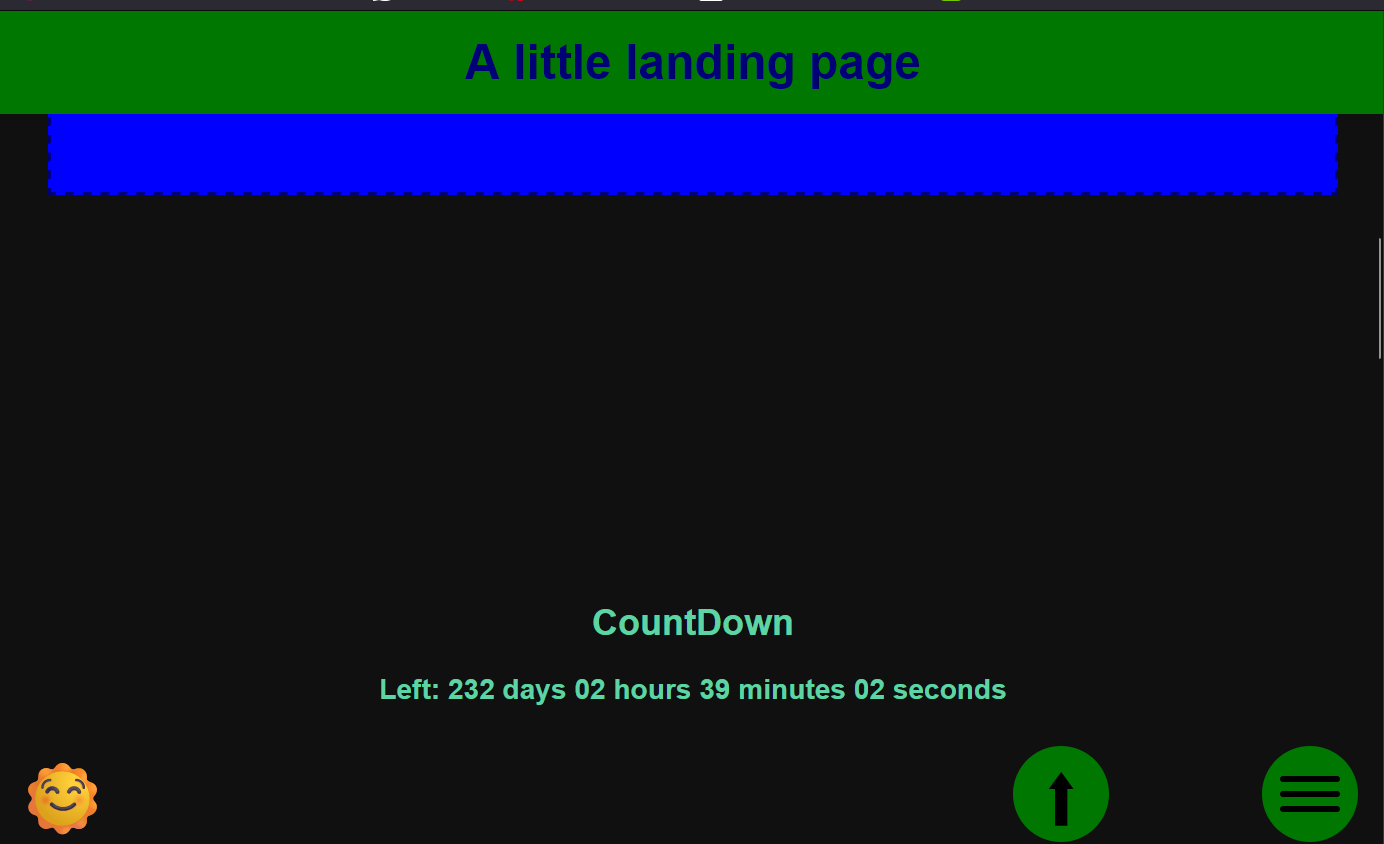 A little landing page
CountDown
Left: 232 days 02 hours 39 minutes 02 seconds